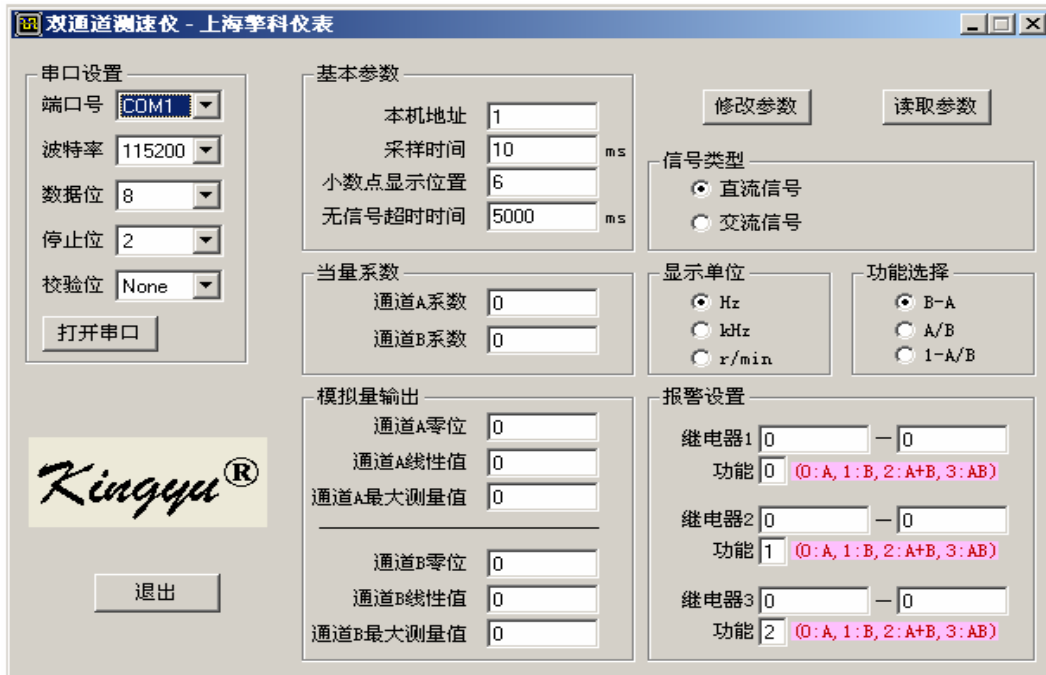 双通道测速仪 - 上海擎科仪表
串口设置
端口号 COM1
波特率 115200
数据位 8
停止位 2
校验位 None
打开串口
Kingyu®
退出
基本参数
本机地址 1
采样时间 10 ms
小数点显示位置 6
无信号超时时间 5000 ms
当量系数
通道A系数 0
通道B系数 0
模拟量输出
通道A零位 0
通道A线性值 0
通道A最大测量值 0
通道B零位 0
通道B线性值 0
通道B最大测量值 0
修改参数 读取参数
信号类型
直流信号
交流信号
显示单位
Hz
kHz
r/min
功能选择
B-A
A/B
1-A/B
报警设置
继电器1 0 — 0
功能 0 (0:A, 1:B, 2:A+B, 3:AB)
继电器2 0 — 0
功能 1 (0:A, 1:B, 2:A+B, 3:AB)
继电器3 0 — 0
功能 2 (0:A, 1:B, 2:A+B, 3:AB)